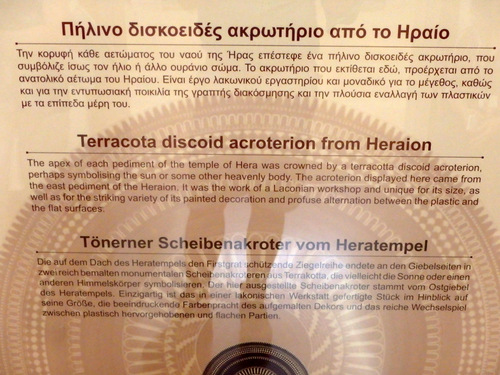 Πήλινο δισκοειδές ακρωτήριο από το Ηραίο
Την κορυφή κάθε αετώματος του ναού της Ήρας επέστεφε ένα πήλινο δισκοειδές ακρωτήριο, που
συμβόλιζε ίσως τον ήλιο ή άλλο ουράνιο σώμα. Το ακρωτήριο που εκτίθεται εδώ, προέρχεται από το
ανατολικό αέτωμα του Ηραίου. Είναι έργο λακωνικού εργαστηρίου και μοναδικό για το μέγεθος, καθώς
και για την εντυπωσιακή ποικιλία της γραπτής διακόσμησης και την πλούσια εναλλαγή των πλαστικών
με τα επίπεδα μέρη του.
Terracota discoid acroterion from Heraion
The apex of each pediment of the temple of Hera was crowned by a terracotta discoid acroterion,
perhaps symbolising the sun or some other heavenly body. The acroterion displayed here came from
the east pediment of the Heraion. It was the work of a Laconian workshop and unique for its size, as
well as for the striking variety of its painted decoration and profuse alternation between the plastic and
the flat surfaces.
Tönerner Scheibenakroter vom Heratempel
Die auf dem Dach des Heratempels den Firstgrat schützende Ziegelreihe endete an den Giebelseiten in
zwei reich bemalten monumentalen Scheibenakroteren aus Terrakotta, die vielleicht die Sonne oder einen
anderen Himmelskörper symbolisieren. Der hier ausgestellte Scheibenakroter stammt vom Ostgiebel
des Heratempels. Einzigartig ist das in einer lakonischen Werkstatt gefertigte Stück im Hinblick auf
seine Größe, die beeindruckende Farbenpracht des aufgemalten Dekors und das reiche Wechselspiel
zwischen plastisch hervorgehobenen und flachen Partien.